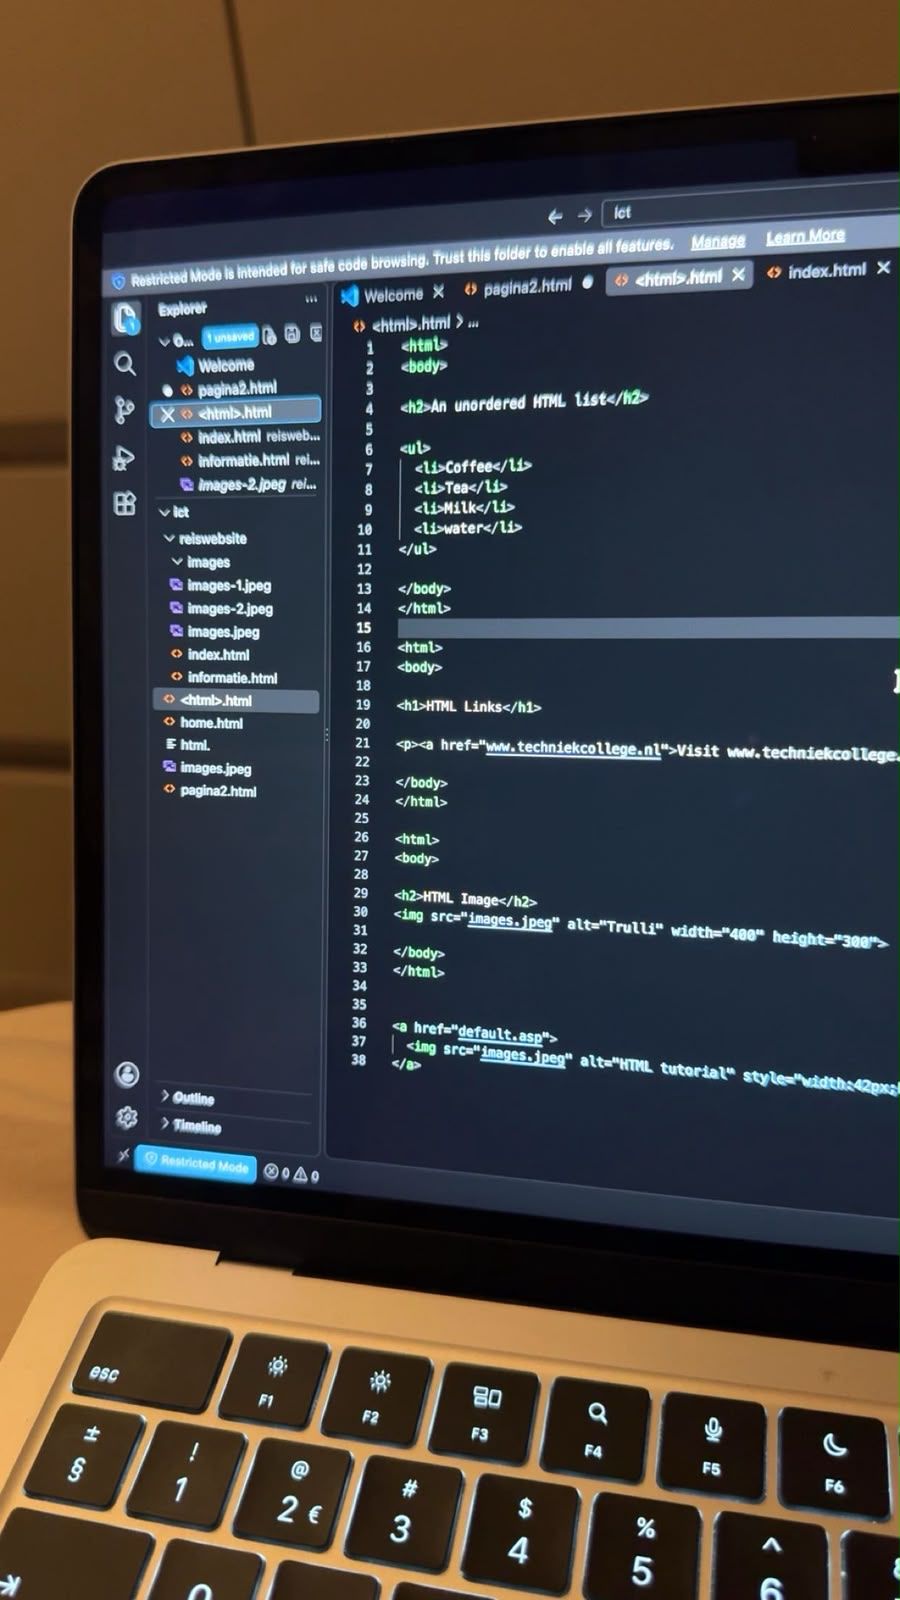 Ict
Restricted Mode is intended for safe code browsing. Trust this folder to enable all features. Manage Learn More
Explorer
Welcome
pagina2.html
<html>.html
index.html
O... 1 unsaved
Welcome
pagina2.html
<html>.html
index.html reisweb...
informatie.html rei...
images-2.jpeg rei...
Ict
reiswebsite
images
images-1.jpeg
images-2.jpeg
images.jpeg
index.html
informatie.html
<html>.html
home.html
html.
images.jpeg
pagina2.html
Outline
Timeline
<html>.html > ...
1 <html>
2 <body>
3
4 <h2>An unordered HTML list</h2>
5
6 <ul>
7 <li>Coffee</li>
8 <li>Tea</li>
9 <li>Milk</li>
10 <li>water</li>
11 </ul>
12
13 </body>
14 </html>
15
16 <html>
17 <body>
18
19 <h1>HTML Links</h1>
20
21 <p><a href="www.techniekcollege.nl">Visit www.techniekcollege.
22
23 </body>
24 </html>
25
26 <html>
27 <body>
28
29 <h2>HTML Image</h2>
30 <img src="images.jpeg" alt="Trulli" width="400" height="300">
31
32 </body>
33 </html>
34
35
36 <a href="default.asp">
37 <img src="images.jpeg" alt="HTML tutorial" style="width:42px;
38 </a>
Restricted Mode 0 0
esc F1 F2 F3 F4 F5 F6
± § ! 1 @ 2 € # 3 $ 4 % 5 ^ 6